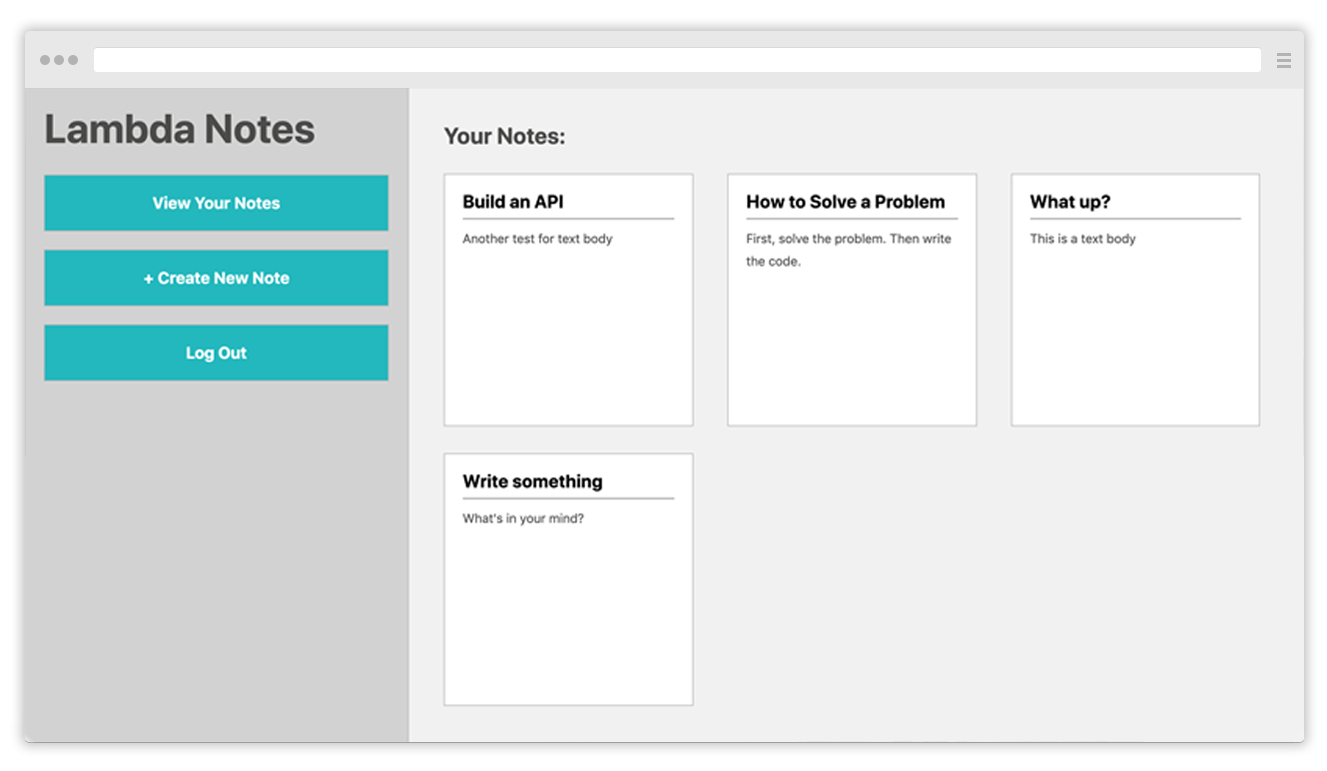 Lambda Notes
View Your Notes
+ Create New Note
Log Out
Your Notes:
Build an API
Another test for text body
How to Solve a Problem
First, solve the problem. Then write
the code.
What up?
This is a text body
Write something
What's in your mind?